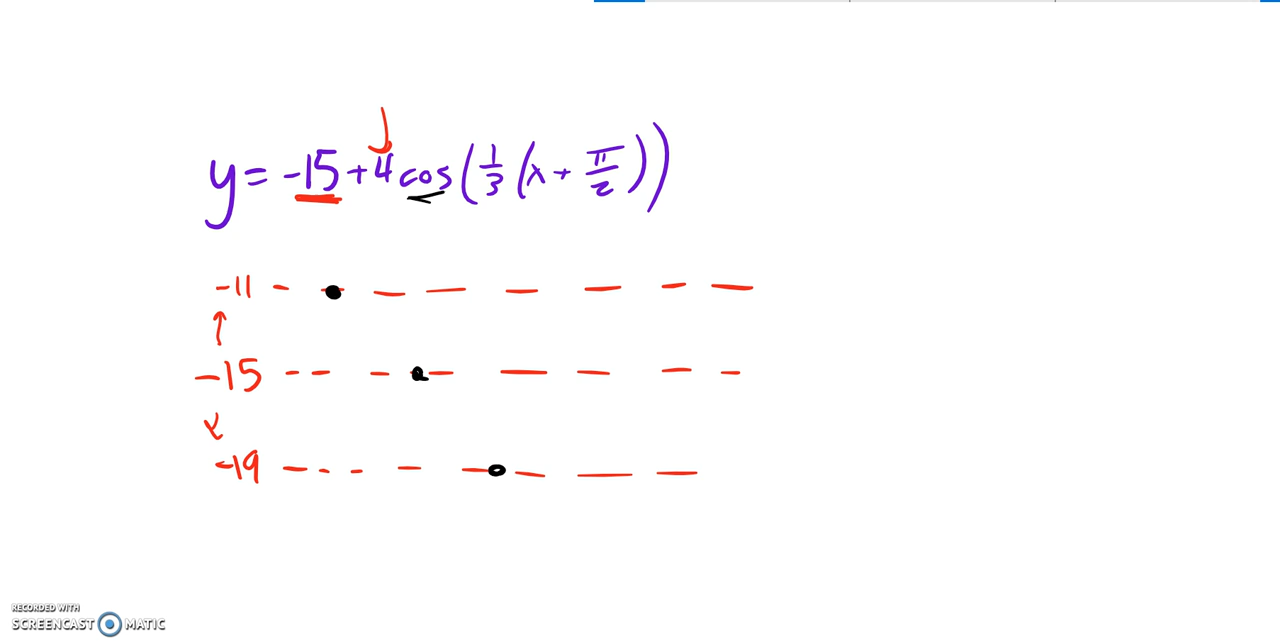 y = -15 + 4 cos(1/3 (x + π/2))
-11
-15
-19
RECORDED WITH
SCREENCAST MATIC